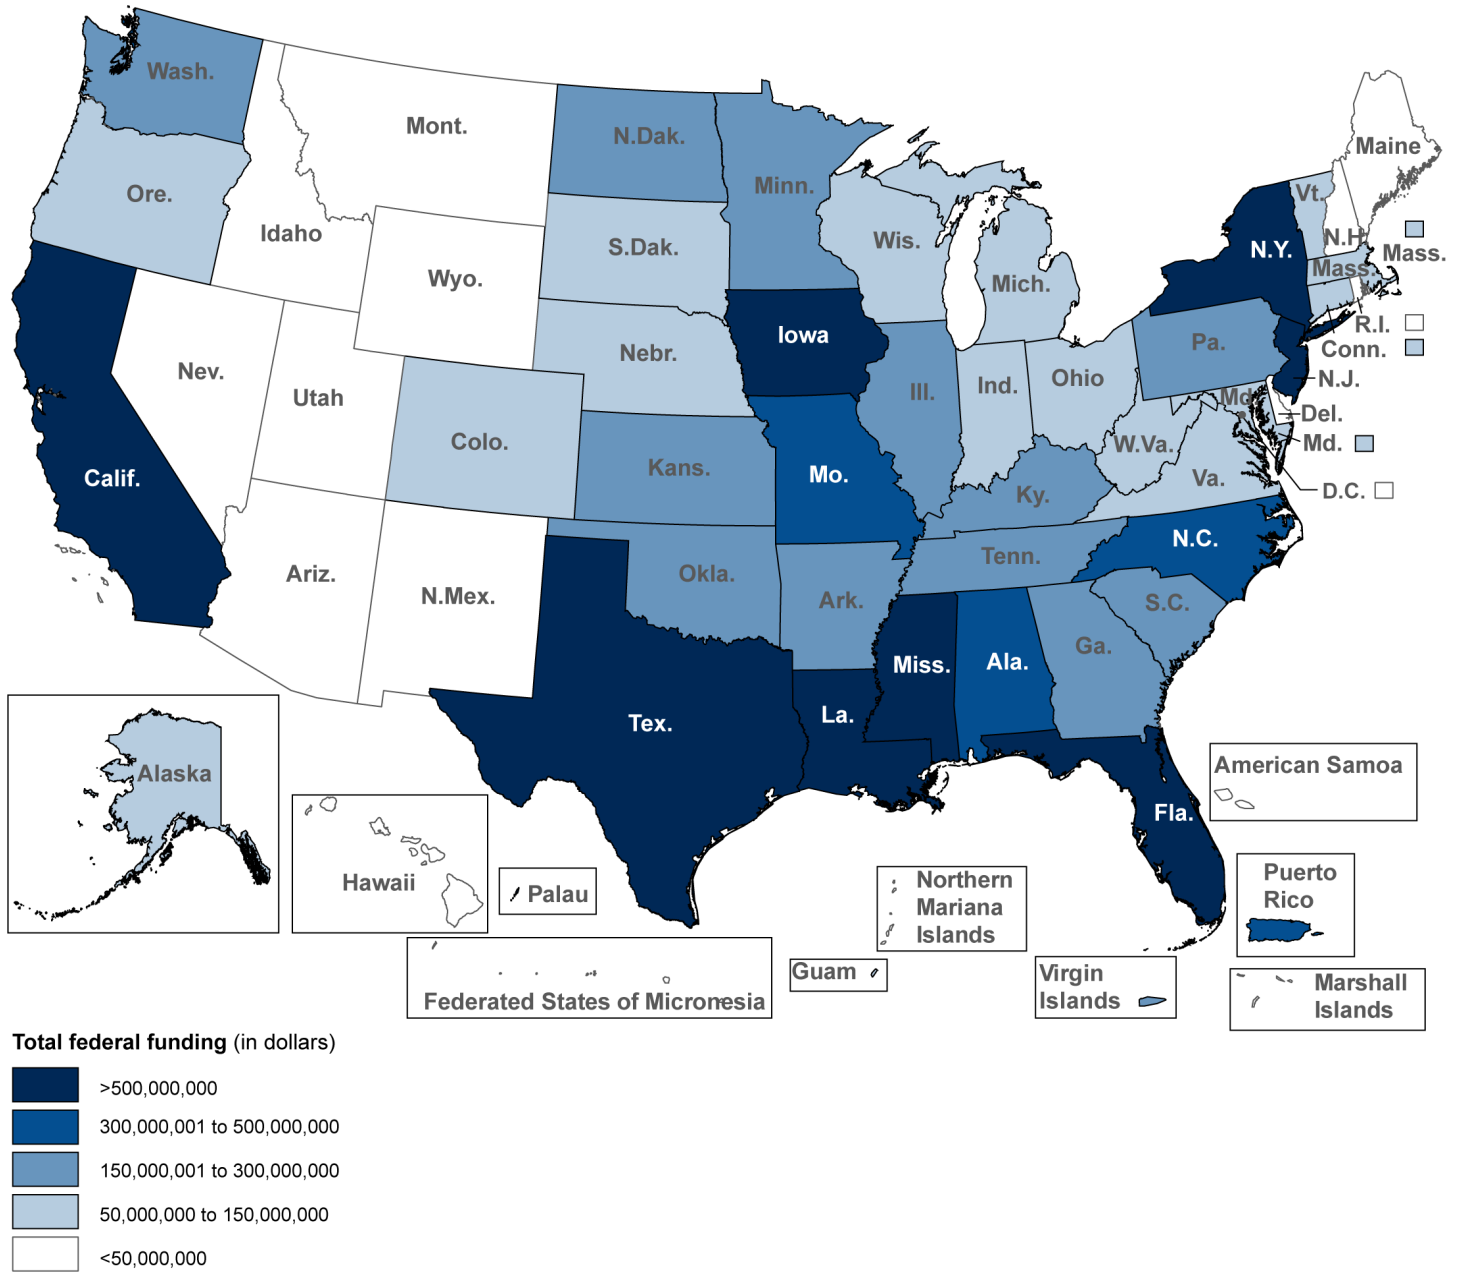 Wash.
Mont.
N.Dak.
Minn.
Maine
Ore.
Idaho
Wyo.
S.Dak.
Wis.
Mich.
Vt.
N.H.
N.Y.
Mass.
Mass.
R.I.
Conn.
N.J.
Nev.
Utah
Colo.
Nebr.
Iowa
Ill.
Ind.
Ohio
Pa.
Md.
Del.
Md.
D.C.
Calif.
Kans.
Mo.
Ky.
W.Va.
Va.
Ariz.
N.Mex.
Okla.
Ark.
Tenn.
N.C.
S.C.
Tex.
La.
Miss.
Ala.
Ga.
Fla.
Alaska
Hawaii
Palau
Federated States of Micronesia
Guam
Northern
Mariana
Islands
American Samoa
Puerto
Rico
Virgin
Islands
Marshall
Islands
Total federal funding (in dollars)
>500,000,000
300,000,001 to 500,000,000
150,000,001 to 300,000,000
50,000,000 to 150,000,000
<50,000,000